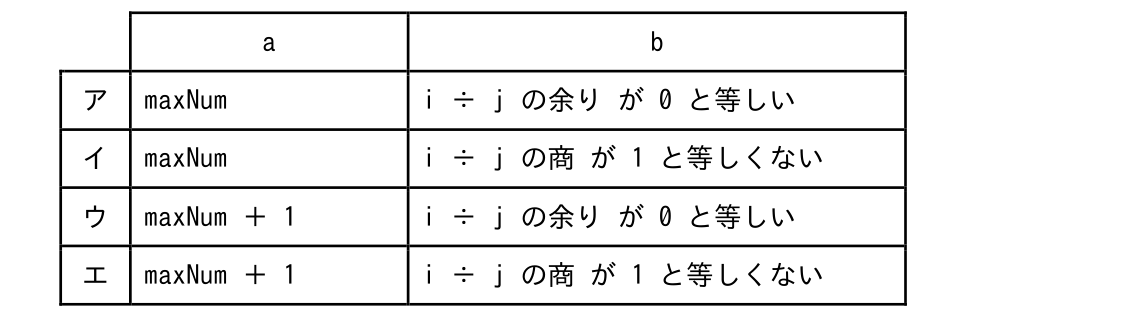 a b
ア maxNum i ÷ j の余り が 0 と等しい
イ maxNum i ÷ j の商 が 1 と等しくない
ウ maxNum ＋ 1 i ÷ j の余り が 0 と等しい
エ maxNum ＋ 1 i ÷ j の商 が 1 と等しくない